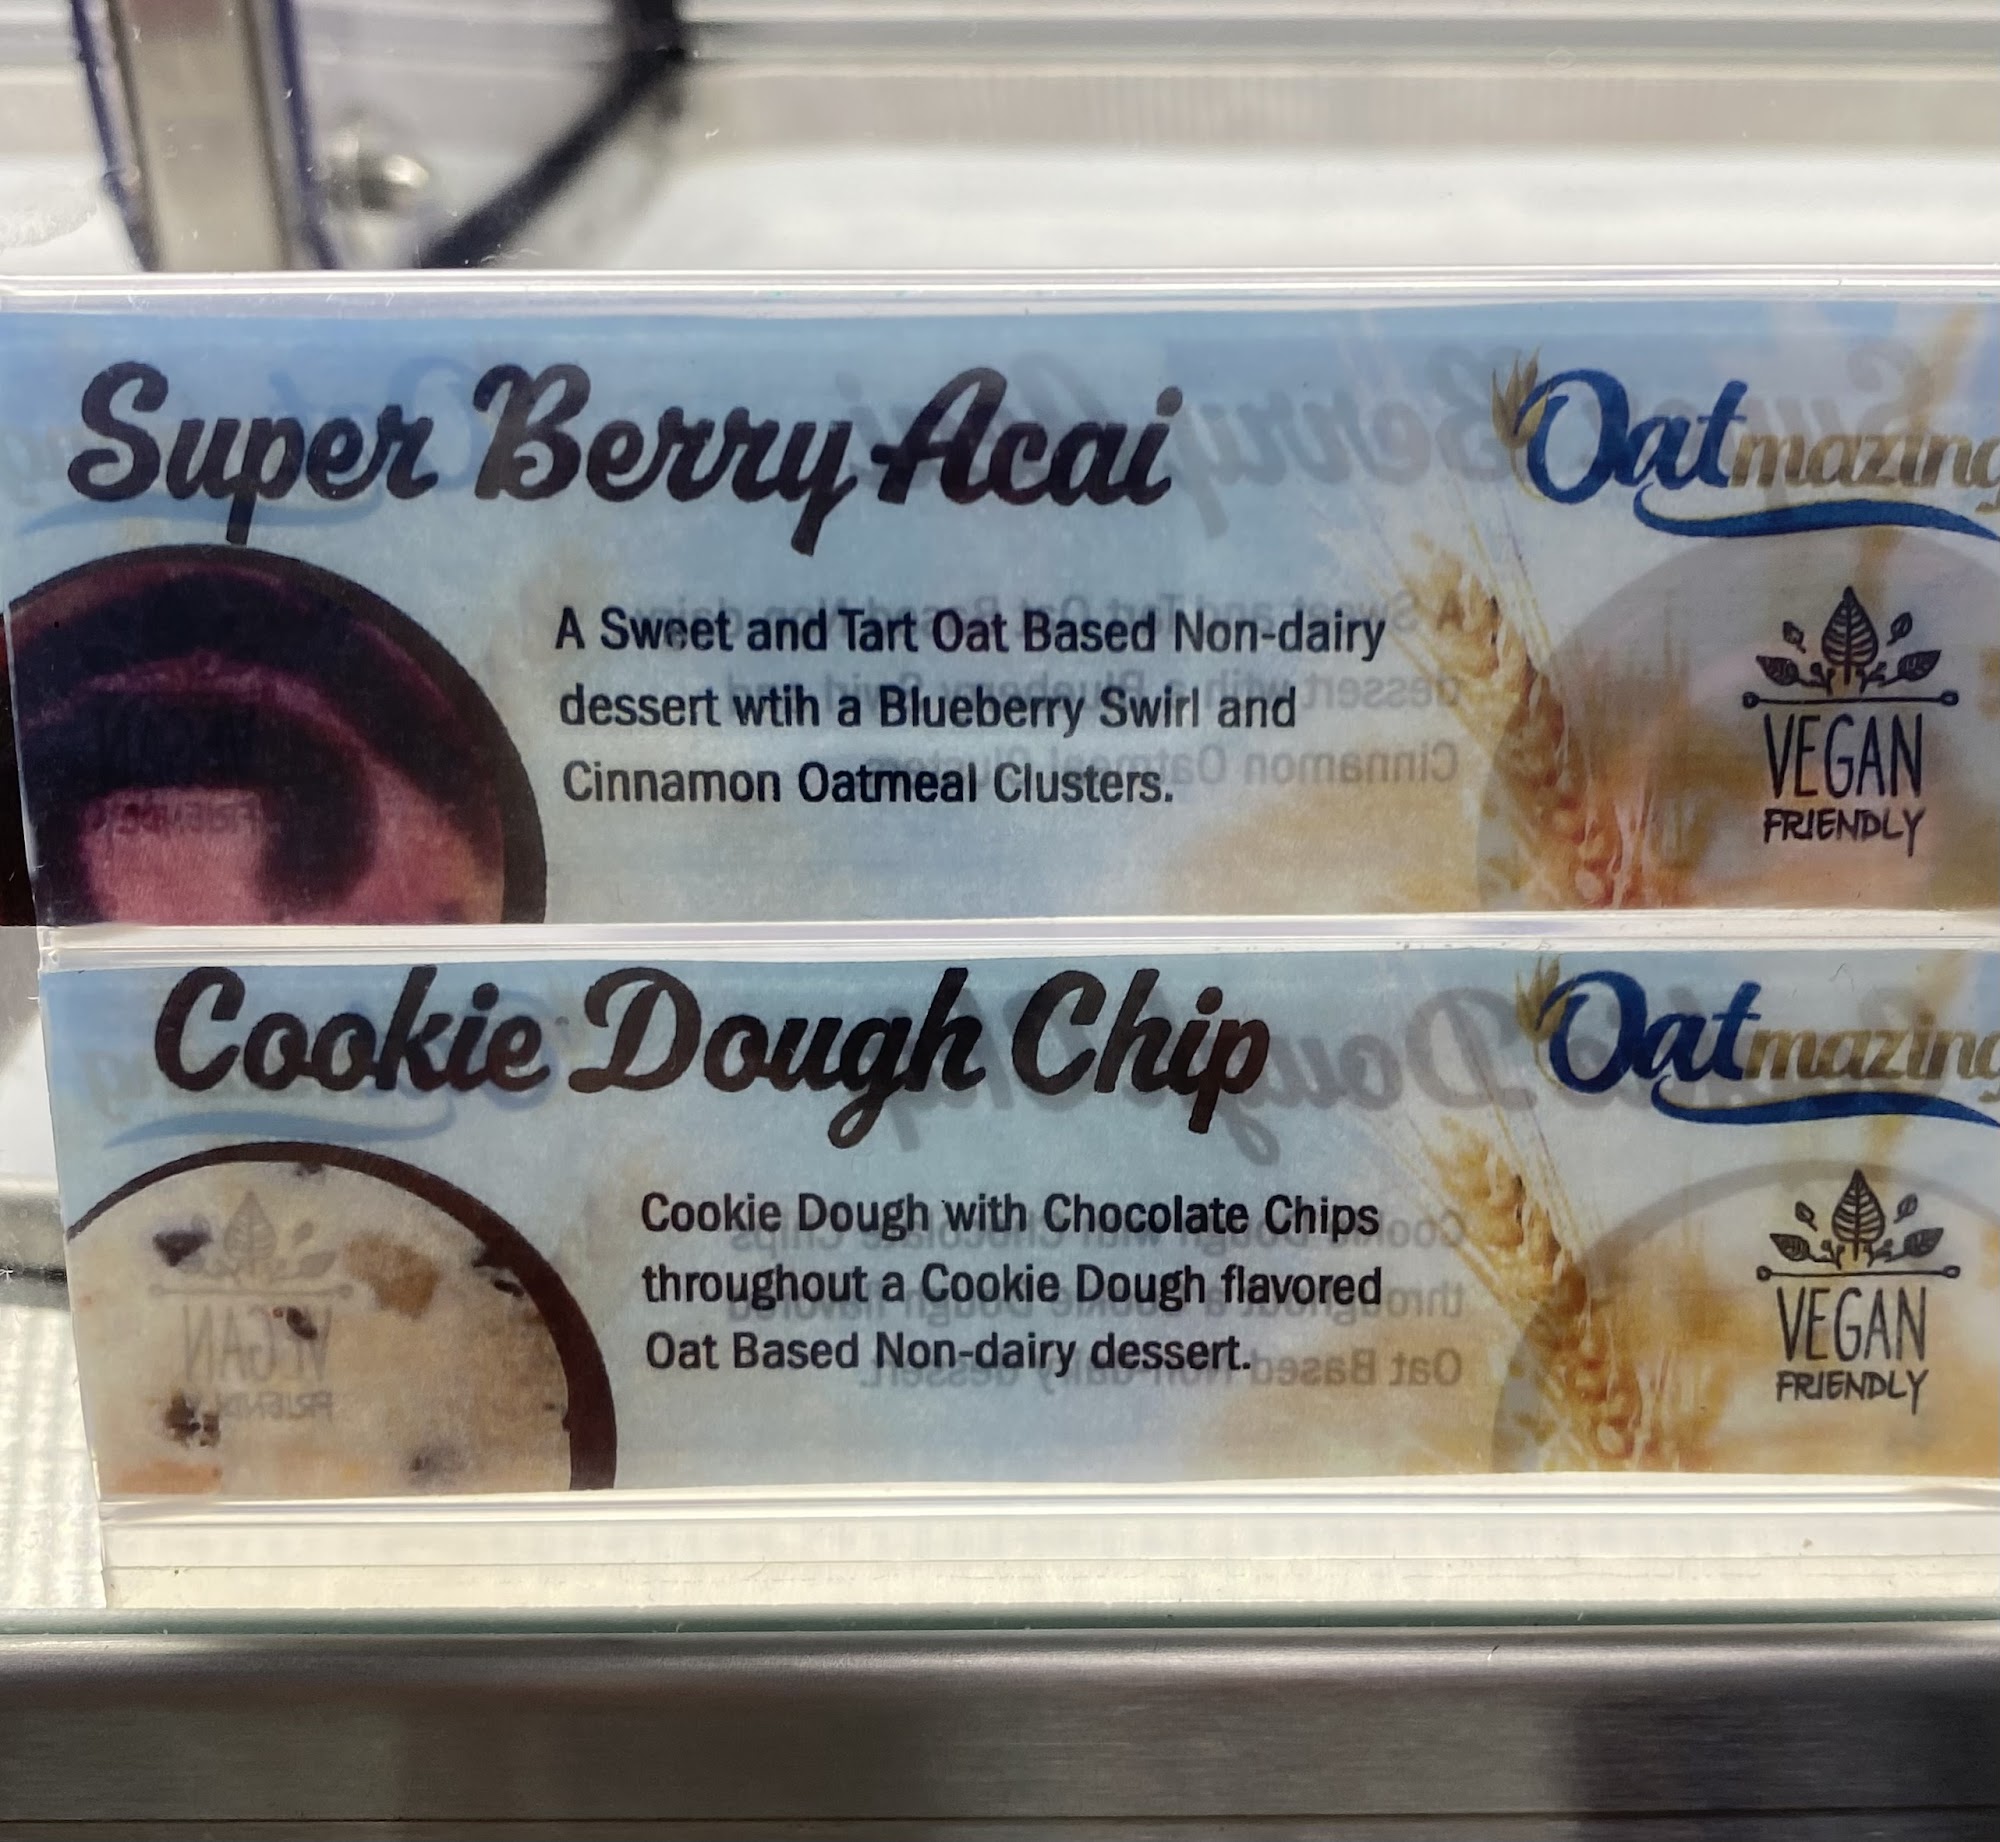 Super Berry Acai
Oatmazing
A Sweet and Tart Oat Based Non-dairy
dessert wtih a Blueberry Swirl and
Cinnamon Oatmeal Clusters.
VEGAN
FRIENDLY
Cookie Dough Chip
Oatmazing
Cookie Dough with Chocolate Chips
throughout a Cookie Dough flavored
Oat Based Non-dairy dessert.
VEGAN
FRIENDLY